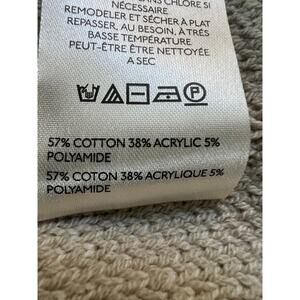 SANS CHLORE SI
NÉCESSAIRE
REMODELER ET SÉCHER À PLAT
REPASSER, AU BESOIN, À TRÈS
BASSE TEMPÉRATURE
PEUT-ÊTRE ÊTRE NETTOYÉE
A SEC
P
57% COTTON 38% ACRYLIC 5%
POLYAMIDE
57% COTON 38% ACRYLIQUE 5%
POLYAMIDE